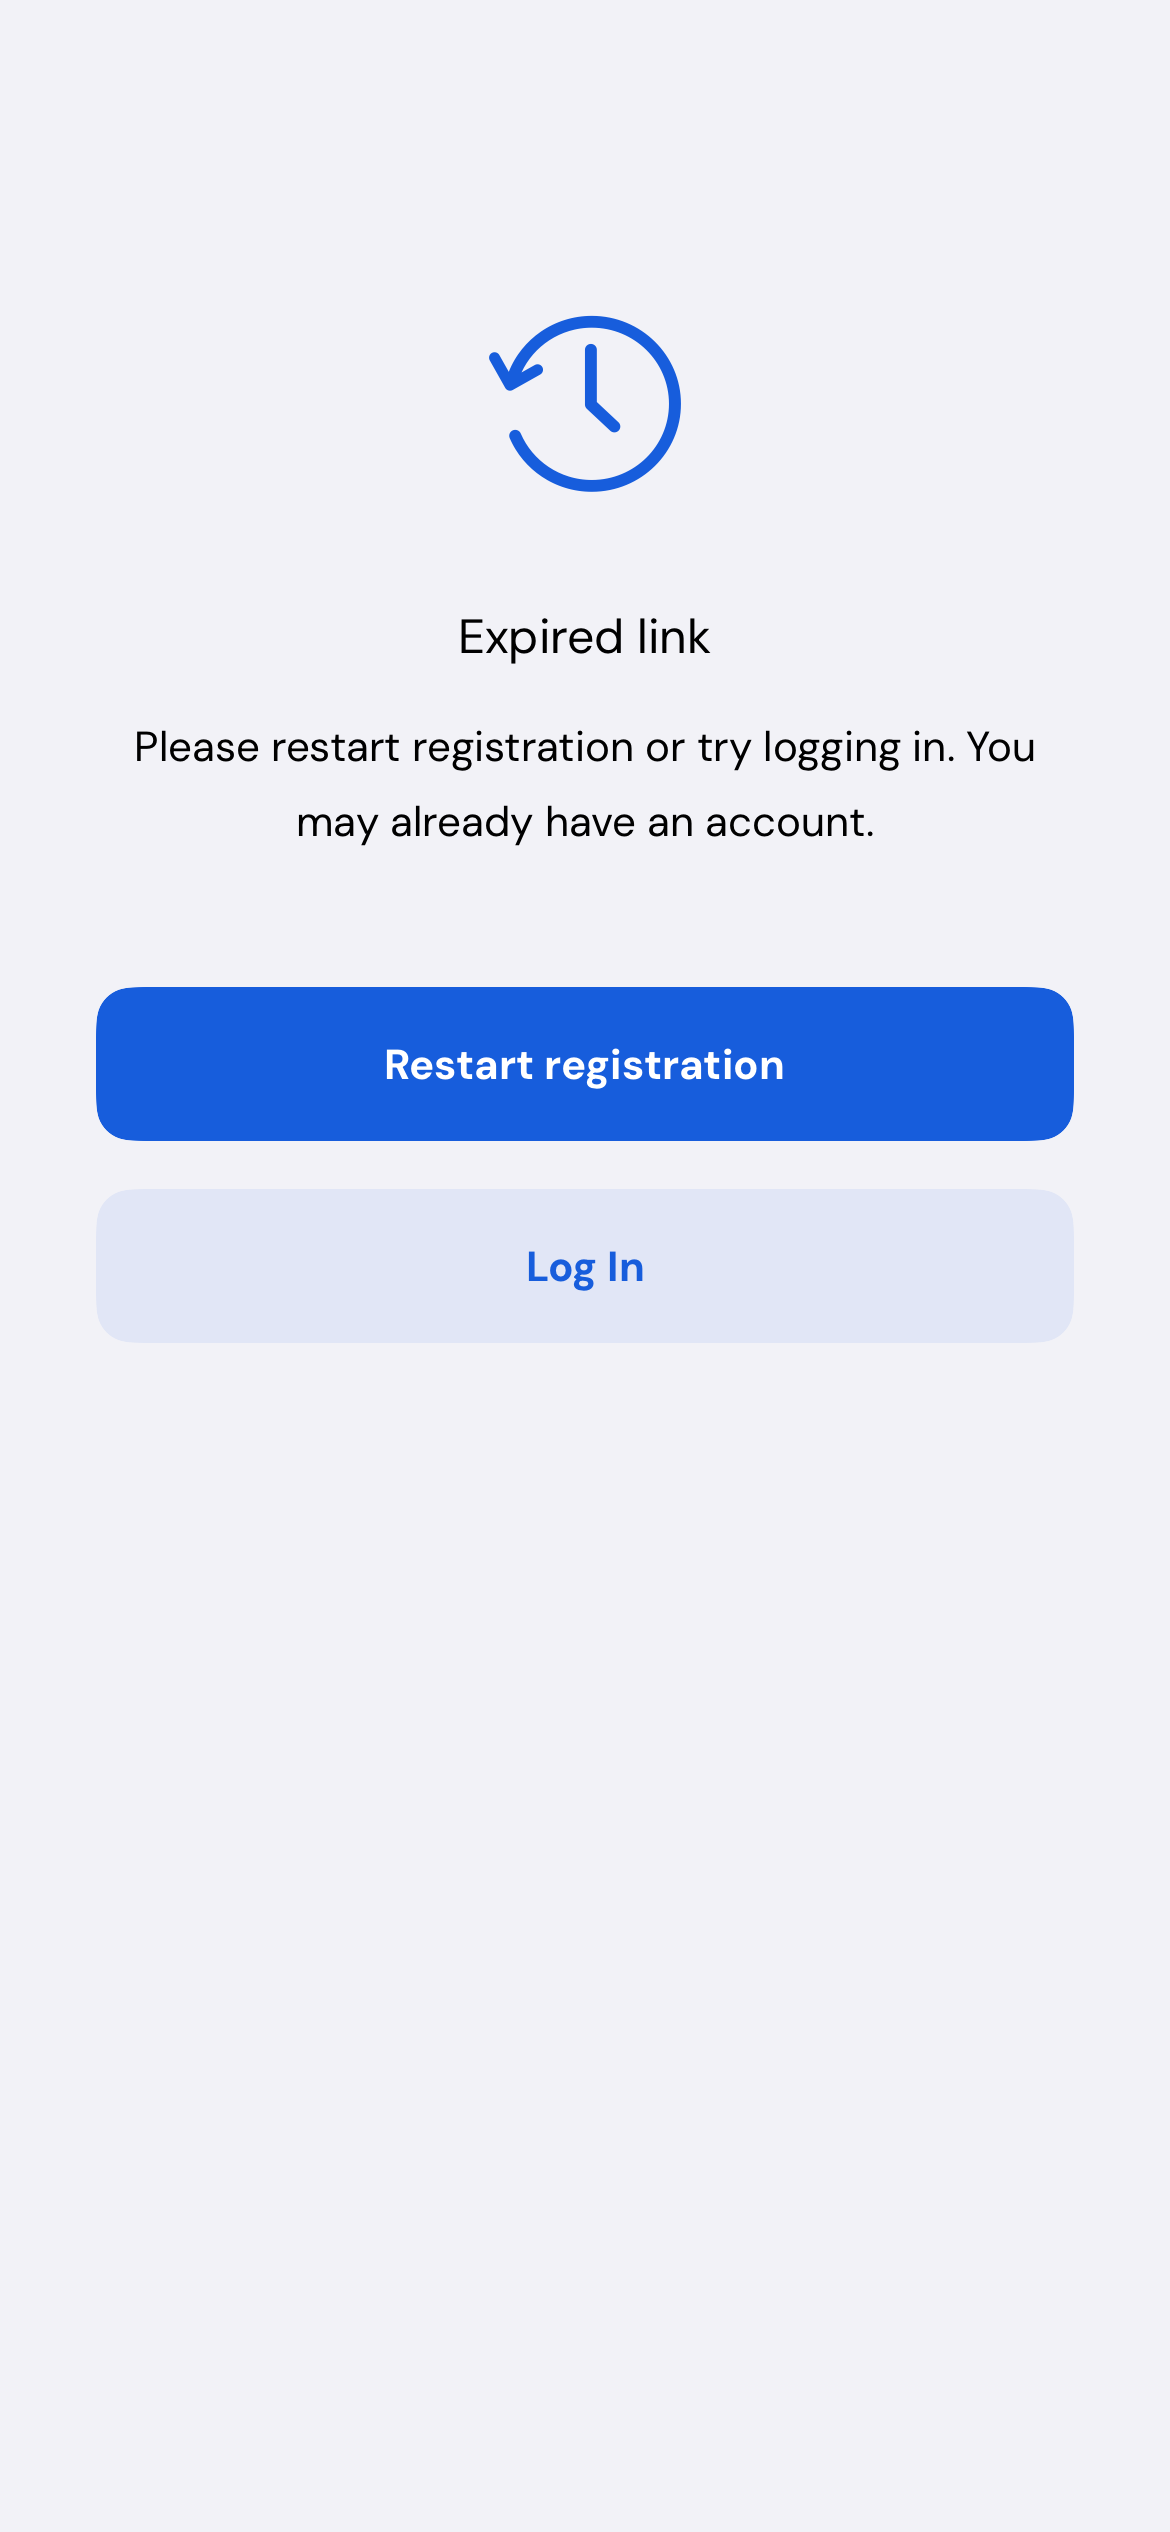 Expired link
Please restart registration or try logging in. You
may already have an account.
Restart registration
Log In